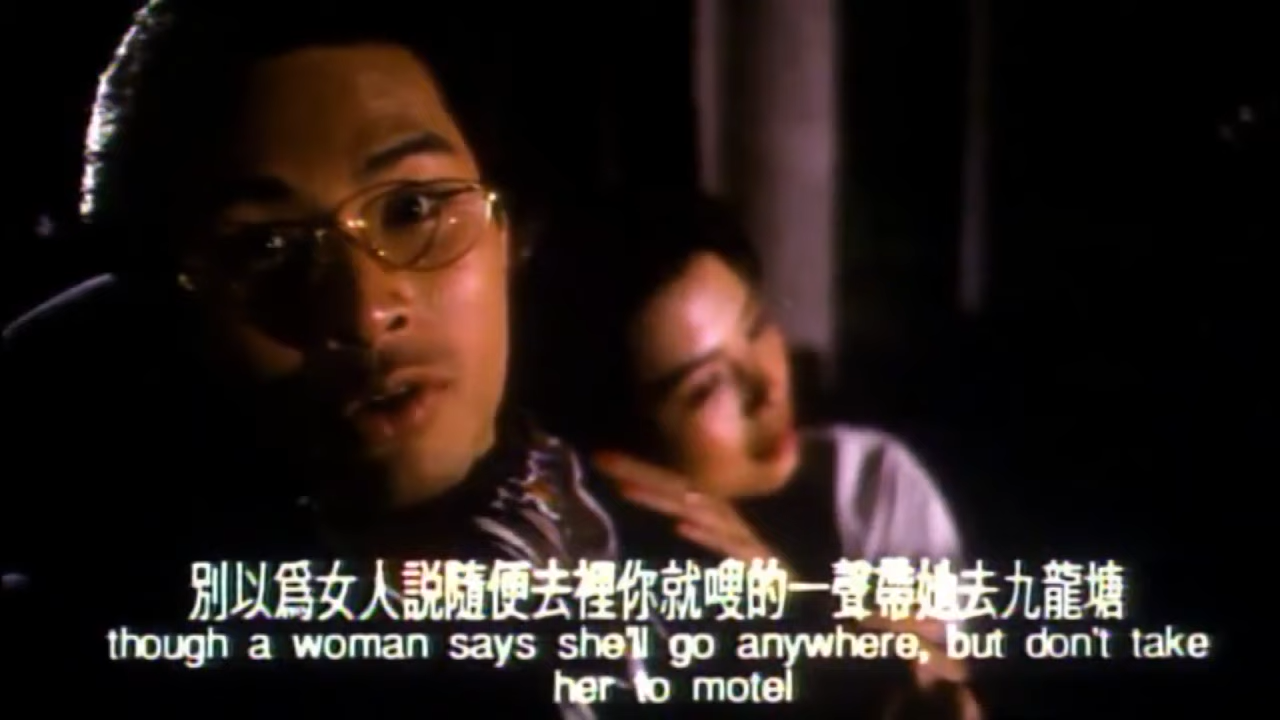 別以爲女人説隨便去裡你就嗖的一聲帶她去九龍塘
though a woman says she'll go anywhere, but don't take
her to motel